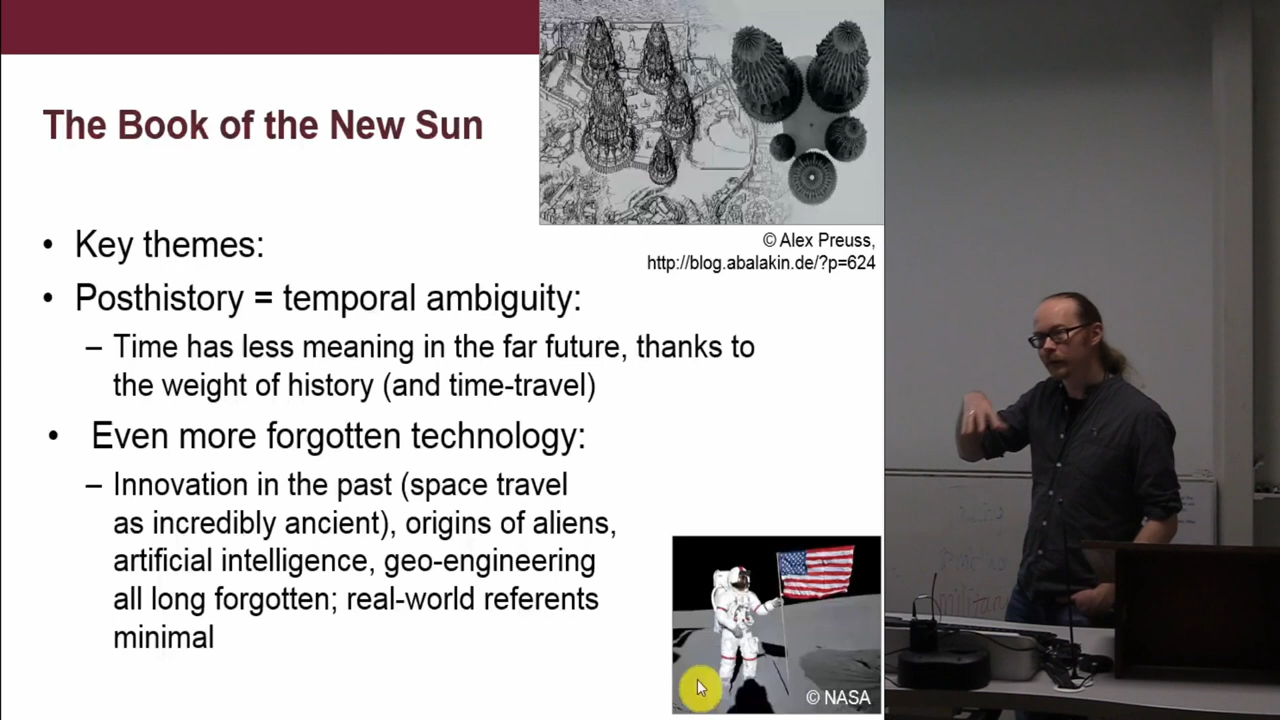 The Book of the New Sun
© Alex Preuss,
http://blog.abalakin.de/?p=624
• Key themes:
• Posthistory = temporal ambiguity:
– Time has less meaning in the far future, thanks to
the weight of history (and time-travel)
• Even more forgotten technology:
– Innovation in the past (space travel
as incredibly ancient), origins of aliens,
artificial intelligence, geo-engineering
all long forgotten; real-world referents
minimal
© NASA